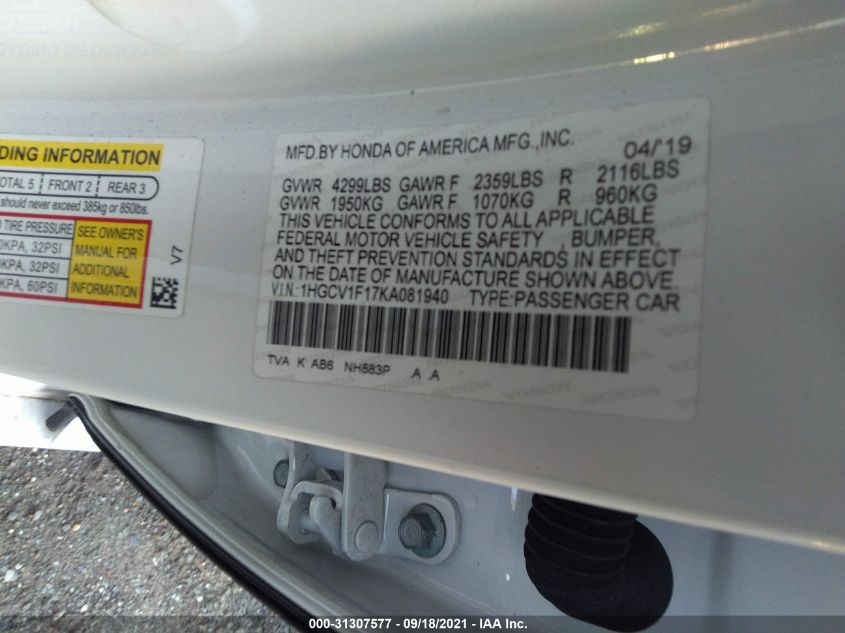 DING INFORMATION
TOTAL 5 FRONT 2 REAR 3
should never exceed 385kg or 850lbs.
TIRE PRESSURE
KPA, 32PSI
KPA, 32PSI
KPA, 60PSI
SEE OWNER'S
MANUAL FOR
ADDITIONAL
INFORMATION
V7
MFD.BY HONDA OF AMERICA MFG.,INC. 04/'19
GVWR 4299LBS GAWR F 2359LBS R 2116LBS
GVWR 1950KG GAWR F 1070KG R 960KG
THIS VEHICLE CONFORMS TO ALL APPLICABLE
FEDERAL MOTOR VEHICLE SAFETY , BUMPER,
AND THEFT PREVENTION STANDARDS IN EFFECT
ON THE DATE OF MANUFACTURE SHOWN ABOVE.
V.I.N.:1HGCV1F17KA081940 TYPE:PASSENGER CAR
TVA K AB6 NH883P .A .A
000-31307577 - 09/18/2021 - IAA Inc.